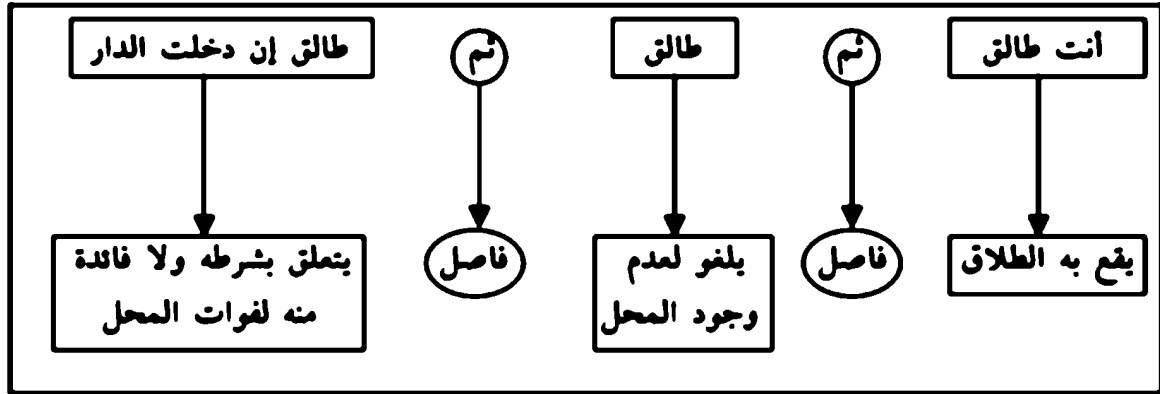 أنت طالق
ثم
طالق
ثم
طالق إن دخلت الدار
يقع به الطلاق
فاصل
يلغو لعدم
وجود المحل
فاصل
يتعلق بشرطه ولا فائدة
منه لفوات المحل